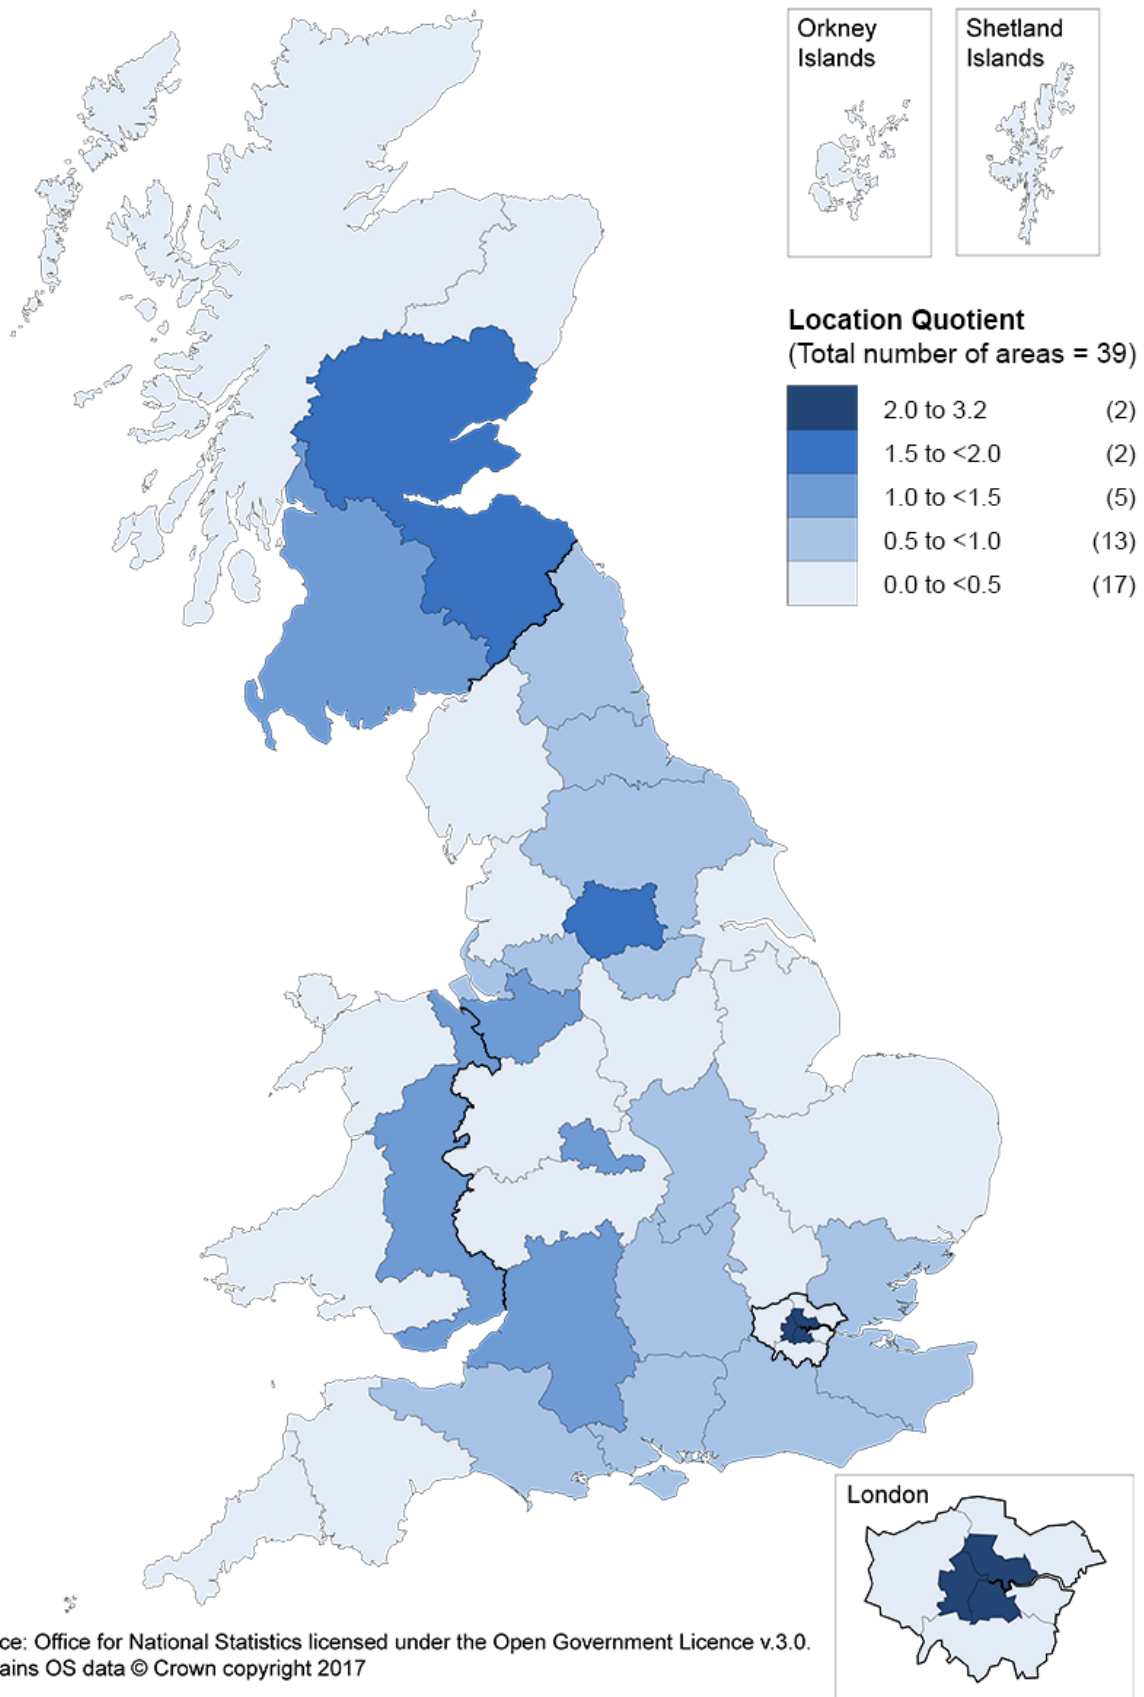 Orkney
Islands
Shetland
Islands
Location Quotient
(Total number of areas = 39)
2.0 to 3.2 (2)
1.5 to <2.0 (2)
1.0 to <1.5 (5)
0.5 to <1.0 (13)
0.0 to <0.5 (17)
London
ce: Office for National Statistics licensed under the Open Government Licence v.3.0.
ains OS data © Crown copyright 2017